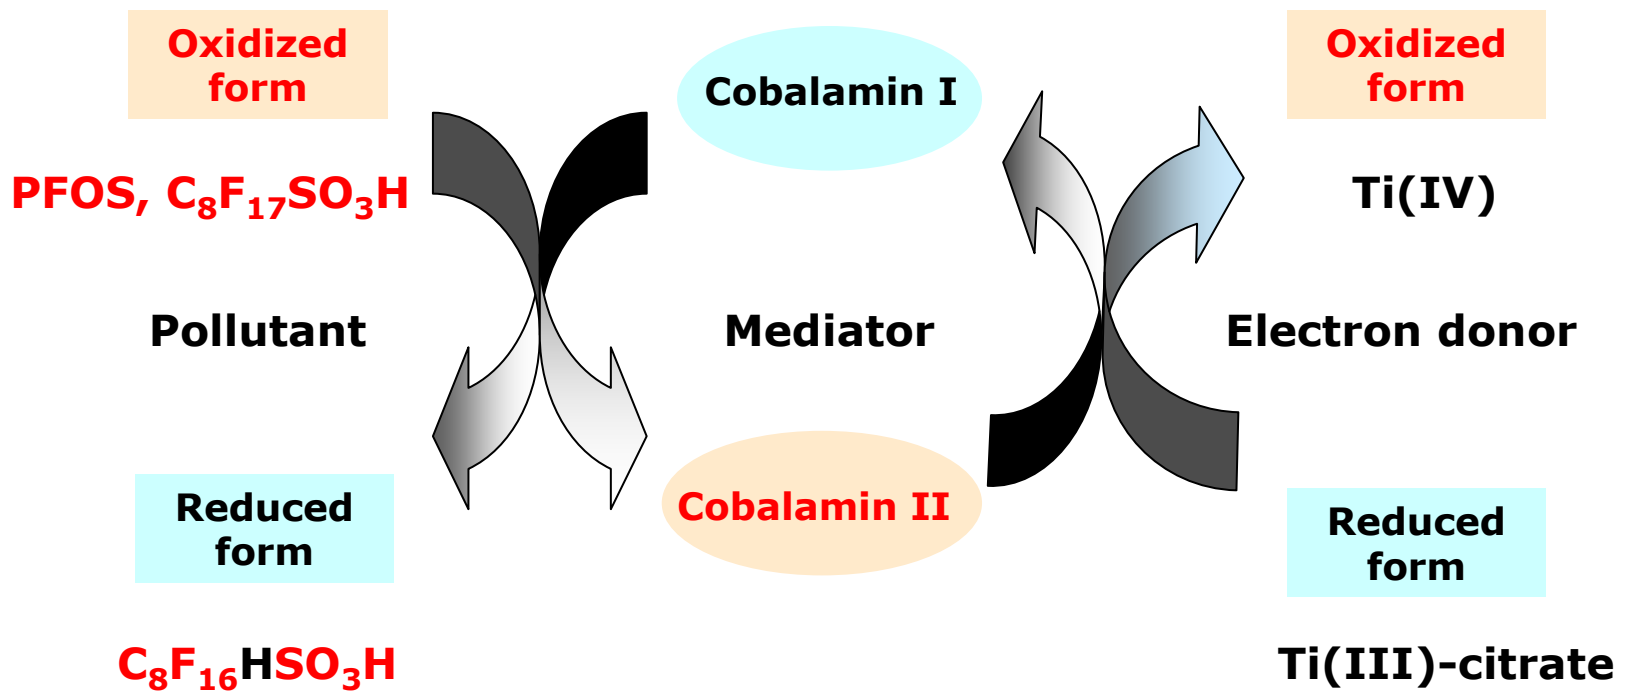 Oxidized
form
Cobalamin I
Oxidized
form
PFOS, C₈F₁₇SO₃H
Ti(IV)
Pollutant
Mediator
Electron donor
Reduced
form
Cobalamin II
Reduced
form
C₈F₁₆HSO₃H
Ti(III)-citrate